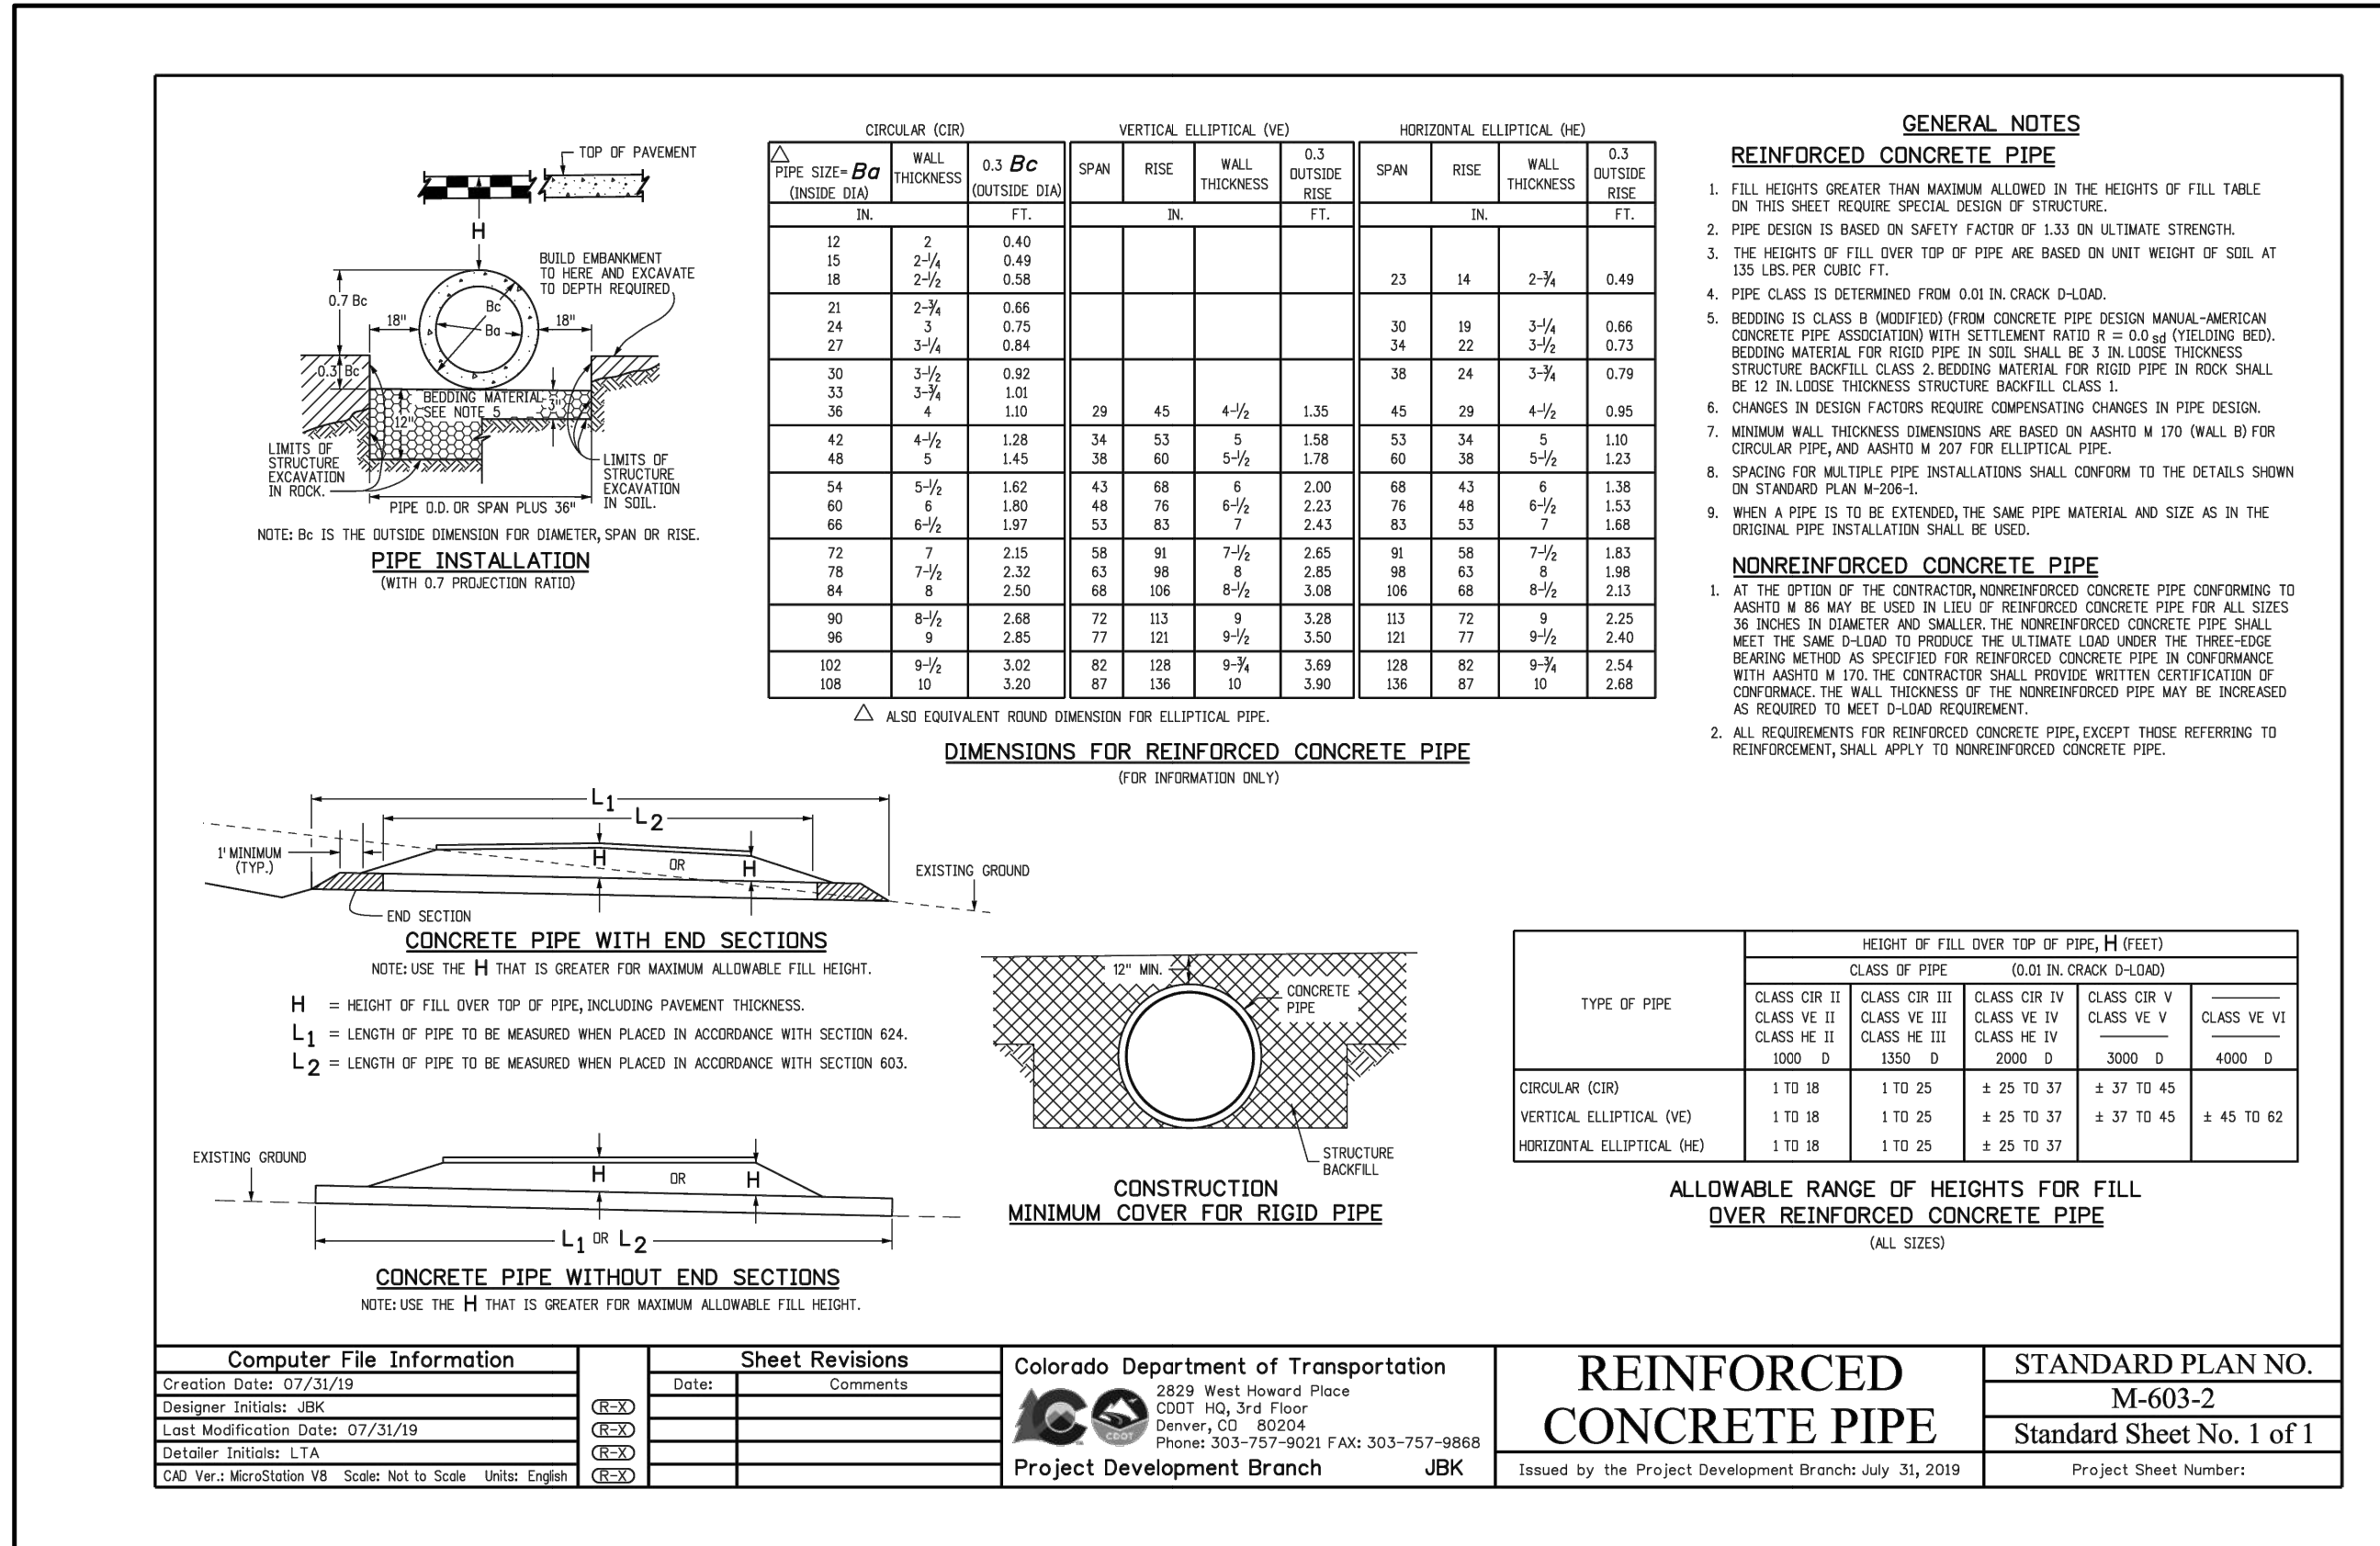 TOP OF PAVEMENT
H
BUILD EMBANKMENT
TO HERE AND EXCAVATE
TO DEPTH REQUIRED
0.7 Bc
18"
Bc
Ba
18"
0.3 Bc
BEDDING MATERIAL
SEE NOTE 5
3"
12"
LIMITS OF
STRUCTURE
EXCAVATION
IN ROCK.
LIMITS OF
STRUCTURE
EXCAVATION
IN SOIL.
PIPE O.D. OR SPAN PLUS 36"
NOTE: Bc IS THE OUTSIDE DIMENSION FOR DIAMETER, SPAN OR RISE.
PIPE INSTALLATION
(WITH 0.7 PROJECTION RATIO)
CIRCULAR (CIR) VERTICAL ELLIPTICAL (VE) HORIZONTAL ELLIPTICAL (HE)
PIPE SIZE= Ba (INSIDE DIA) WALL THICKNESS 0.3 Bc (OUTSIDE DIA) SPAN RISE WALL THICKNESS 0.3 OUTSIDE RISE SPAN RISE WALL THICKNESS 0.3 OUTSIDE RISE
IN. FT. IN. FT. IN. FT.
12 2 0.40
15 2-1/4 0.49
18 2-1/2 0.58 23 14 2-3/4 0.49
21 2-3/4 0.66
24 3 0.75 30 19 3-1/4 0.66
27 3-1/4 0.84 34 22 3-1/2 0.73
30 3-1/2 0.92 38 24 3-3/4 0.79
33 3-3/4 1.01
36 4 1.10 29 45 4-1/2 1.35 45 29 4-1/2 0.95
42 4-1/2 1.28 34 53 5 1.58 53 34 5 1.10
48 5 1.45 38 60 5-1/2 1.78 60 38 5-1/2 1.23
54 5-1/2 1.62 43 68 6 2.00 68 43 6 1.38
60 6 1.80 48 76 6-1/2 2.23 76 48 6-1/2 1.53
66 6-1/2 1.97 53 83 7 2.43 83 53 7 1.68
72 7 2.15 58 91 7-1/2 2.65 91 58 7-1/2 1.83
78 7-1/2 2.32 63 98 8 2.85 98 63 8 1.98
84 8 2.50 68 106 8-1/2 3.08 106 68 8-1/2 2.13
90 8-1/2 2.68 72 113 9 3.28 113 72 9 2.25
96 9 2.85 77 121 9-1/2 3.50 121 77 9-1/2 2.40
102 9-1/2 3.02 82 128 9-3/4 3.69 128 82 9-3/4 2.54
108 10 3.20 87 136 10 3.90 136 87 10 2.68
△ ALSO EQUIVALENT ROUND DIMENSION FOR ELLIPTICAL PIPE.
DIMENSIONS FOR REINFORCED CONCRETE PIPE
(FOR INFORMATION ONLY)
GENERAL NOTES
REINFORCED CONCRETE PIPE
1. FILL HEIGHTS GREATER THAN MAXIMUM ALLOWED IN THE HEIGHTS OF FILL TABLE
ON THIS SHEET REQUIRE SPECIAL DESIGN OF STRUCTURE.
2. PIPE DESIGN IS BASED ON SAFETY FACTOR OF 1.33 ON ULTIMATE STRENGTH.
3. THE HEIGHTS OF FILL OVER TOP OF PIPE ARE BASED ON UNIT WEIGHT OF SOIL AT
135 LBS. PER CUBIC FT.
4. PIPE CLASS IS DETERMINED FROM 0.01 IN. CRACK D-LOAD.
5. BEDDING IS CLASS B (MODIFIED) (FROM CONCRETE PIPE DESIGN MANUAL-AMERICAN
CONCRETE PIPE ASSOCIATION) WITH SETTLEMENT RATIO R = 0.0 sd (YIELDING BED).
BEDDING MATERIAL FOR RIGID PIPE IN SOIL SHALL BE 3 IN. LOOSE THICKNESS
STRUCTURE BACKFILL CLASS 2. BEDDING MATERIAL FOR RIGID PIPE IN ROCK SHALL
BE 12 IN. LOOSE THICKNESS STRUCTURE BACKFILL CLASS 1.
6. CHANGES IN DESIGN FACTORS REQUIRE COMPENSATING CHANGES IN PIPE DESIGN.
7. MINIMUM WALL THICKNESS DIMENSIONS ARE BASED ON AASHTO M 170 (WALL B) FOR
CIRCULAR PIPE, AND AASHTO M 207 FOR ELLIPTICAL PIPE.
8. SPACING FOR MULTIPLE PIPE INSTALLATIONS SHALL CONFORM TO THE DETAILS SHOWN
ON STANDARD PLAN M-206-1.
9. WHEN A PIPE IS TO BE EXTENDED, THE SAME PIPE MATERIAL AND SIZE AS IN THE
ORIGINAL PIPE INSTALLATION SHALL BE USED.
NONREINFORCED CONCRETE PIPE
1. AT THE OPTION OF THE CONTRACTOR, NONREINFORCED CONCRETE PIPE CONFORMING TO
AASHTO M 86 MAY BE USED IN LIEU OF REINFORCED CONCRETE PIPE FOR ALL SIZES
36 INCHES IN DIAMETER AND SMALLER. THE NONREINFORCED CONCRETE PIPE SHALL
MEET THE SAME D-LOAD TO PRODUCE THE ULTIMATE LOAD UNDER THE THREE-EDGE
BEARING METHOD AS SPECIFIED FOR REINFORCED CONCRETE PIPE IN CONFORMANCE
WITH AASHTO M 170. THE CONTRACTOR SHALL PROVIDE WRITTEN CERTIFICATION OF
CONFORMACE. THE WALL THICKNESS OF THE NONREINFORCED PIPE MAY BE INCREASED
AS REQUIRED TO MEET D-LOAD REQUIREMENT.
2. ALL REQUIREMENTS FOR REINFORCED CONCRETE PIPE, EXCEPT THOSE REFERRING TO
REINFORCEMENT, SHALL APPLY TO NONREINFORCED CONCRETE PIPE.
L1
L2
1' MINIMUM
(TYP.)
H OR H
EXISTING GROUND
END SECTION
CONCRETE PIPE WITH END SECTIONS
NOTE: USE THE H THAT IS GREATER FOR MAXIMUM ALLOWABLE FILL HEIGHT.
H = HEIGHT OF FILL OVER TOP OF PIPE, INCLUDING PAVEMENT THICKNESS.
L1 = LENGTH OF PIPE TO BE MEASURED WHEN PLACED IN ACCORDANCE WITH SECTION 624.
L2 = LENGTH OF PIPE TO BE MEASURED WHEN PLACED IN ACCORDANCE WITH SECTION 603.
EXISTING GROUND
H OR H
L1 OR L2
CONCRETE PIPE WITHOUT END SECTIONS
NOTE: USE THE H THAT IS GREATER FOR MAXIMUM ALLOWABLE FILL HEIGHT.
12" MIN.
CONCRETE
PIPE
STRUCTURE
BACKFILL
CONSTRUCTION
MINIMUM COVER FOR RIGID PIPE
TYPE OF PIPE
HEIGHT OF FILL OVER TOP OF PIPE, H (FEET)
CLASS OF PIPE (0.01 IN. CRACK D-LOAD)
CLASS CIR II CLASS CIR III CLASS CIR IV CLASS CIR V
CLASS VE II CLASS VE III CLASS VE IV CLASS VE V CLASS VE VI
CLASS HE II CLASS HE III CLASS HE IV
1000 D 1350 D 2000 D 3000 D 4000 D
CIRCULAR (CIR) 1 TO 18 1 TO 25 ± 25 TO 37 ± 37 TO 45
VERTICAL ELLIPTICAL (VE) 1 TO 18 1 TO 25 ± 25 TO 37 ± 37 TO 45 ± 45 TO 62
HORIZONTAL ELLIPTICAL (HE) 1 TO 18 1 TO 25 ± 25 TO 37
ALLOWABLE RANGE OF HEIGHTS FOR FILL
OVER REINFORCED CONCRETE PIPE
(ALL SIZES)
Computer File Information
Creation Date: 07/31/19
Designer Initials: JBK
Last Modification Date: 07/31/19
Detailer Initials: LTA
CAD Ver.: MicroStation V8 Scale: Not to Scale Units: English
R-X
R-X
R-X
R-X
Sheet Revisions
Date: Comments
Colorado Department of Transportation
2829 West Howard Place
CDOT HQ, 3rd Floor
Denver, CO 80204
Phone: 303-757-9021 FAX: 303-757-9868
CDOT
Project Development Branch JBK
REINFORCED
CONCRETE PIPE
Issued by the Project Development Branch: July 31, 2019
STANDARD PLAN NO.
M-603-2
Standard Sheet No. 1 of 1
Project Sheet Number: